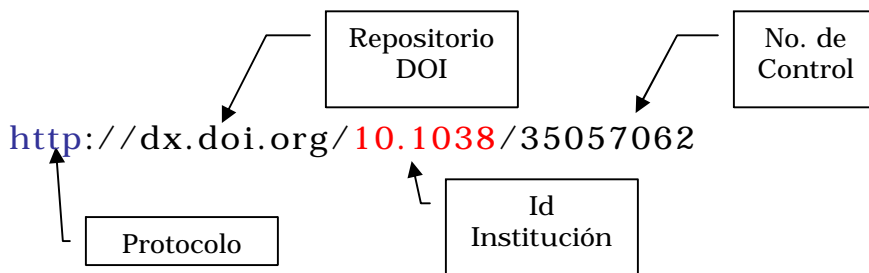 Repositorio
DOI
No. de
Control
http://dx.doi.org/10.1038/35057062
Protocolo
Id
Institución